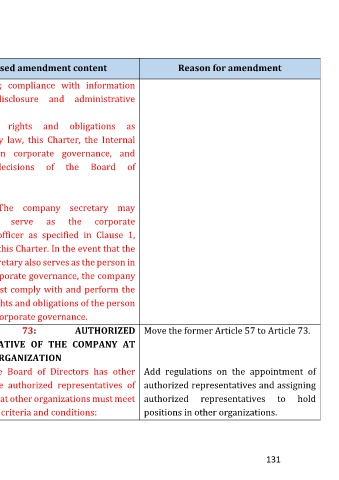 sed amendment content
Reason for amendment
; compliance with information
disclosure and administrative
rights and obligations as
y law, this Charter, the Internal
n corporate governance, and
decisions of the Board of
The company secretary may
serve as the corporate
officer as specified in Clause 1,
this Charter. In the event that the
retary also serves as the person in
porate governance, the company
st comply with and perform the
hts and obligations of the person
orporate governance.
73: AUTHORIZED
ATIVE OF THE COMPANY AT
RGANIZATION
e Board of Directors has other
e authorized representatives of
at other organizations must meet
criteria and conditions:
Move the former Article 57 to Article 73.
Add regulations on the appointment of
authorized representatives and assigning
authorized representatives to hold
positions in other organizations.
131